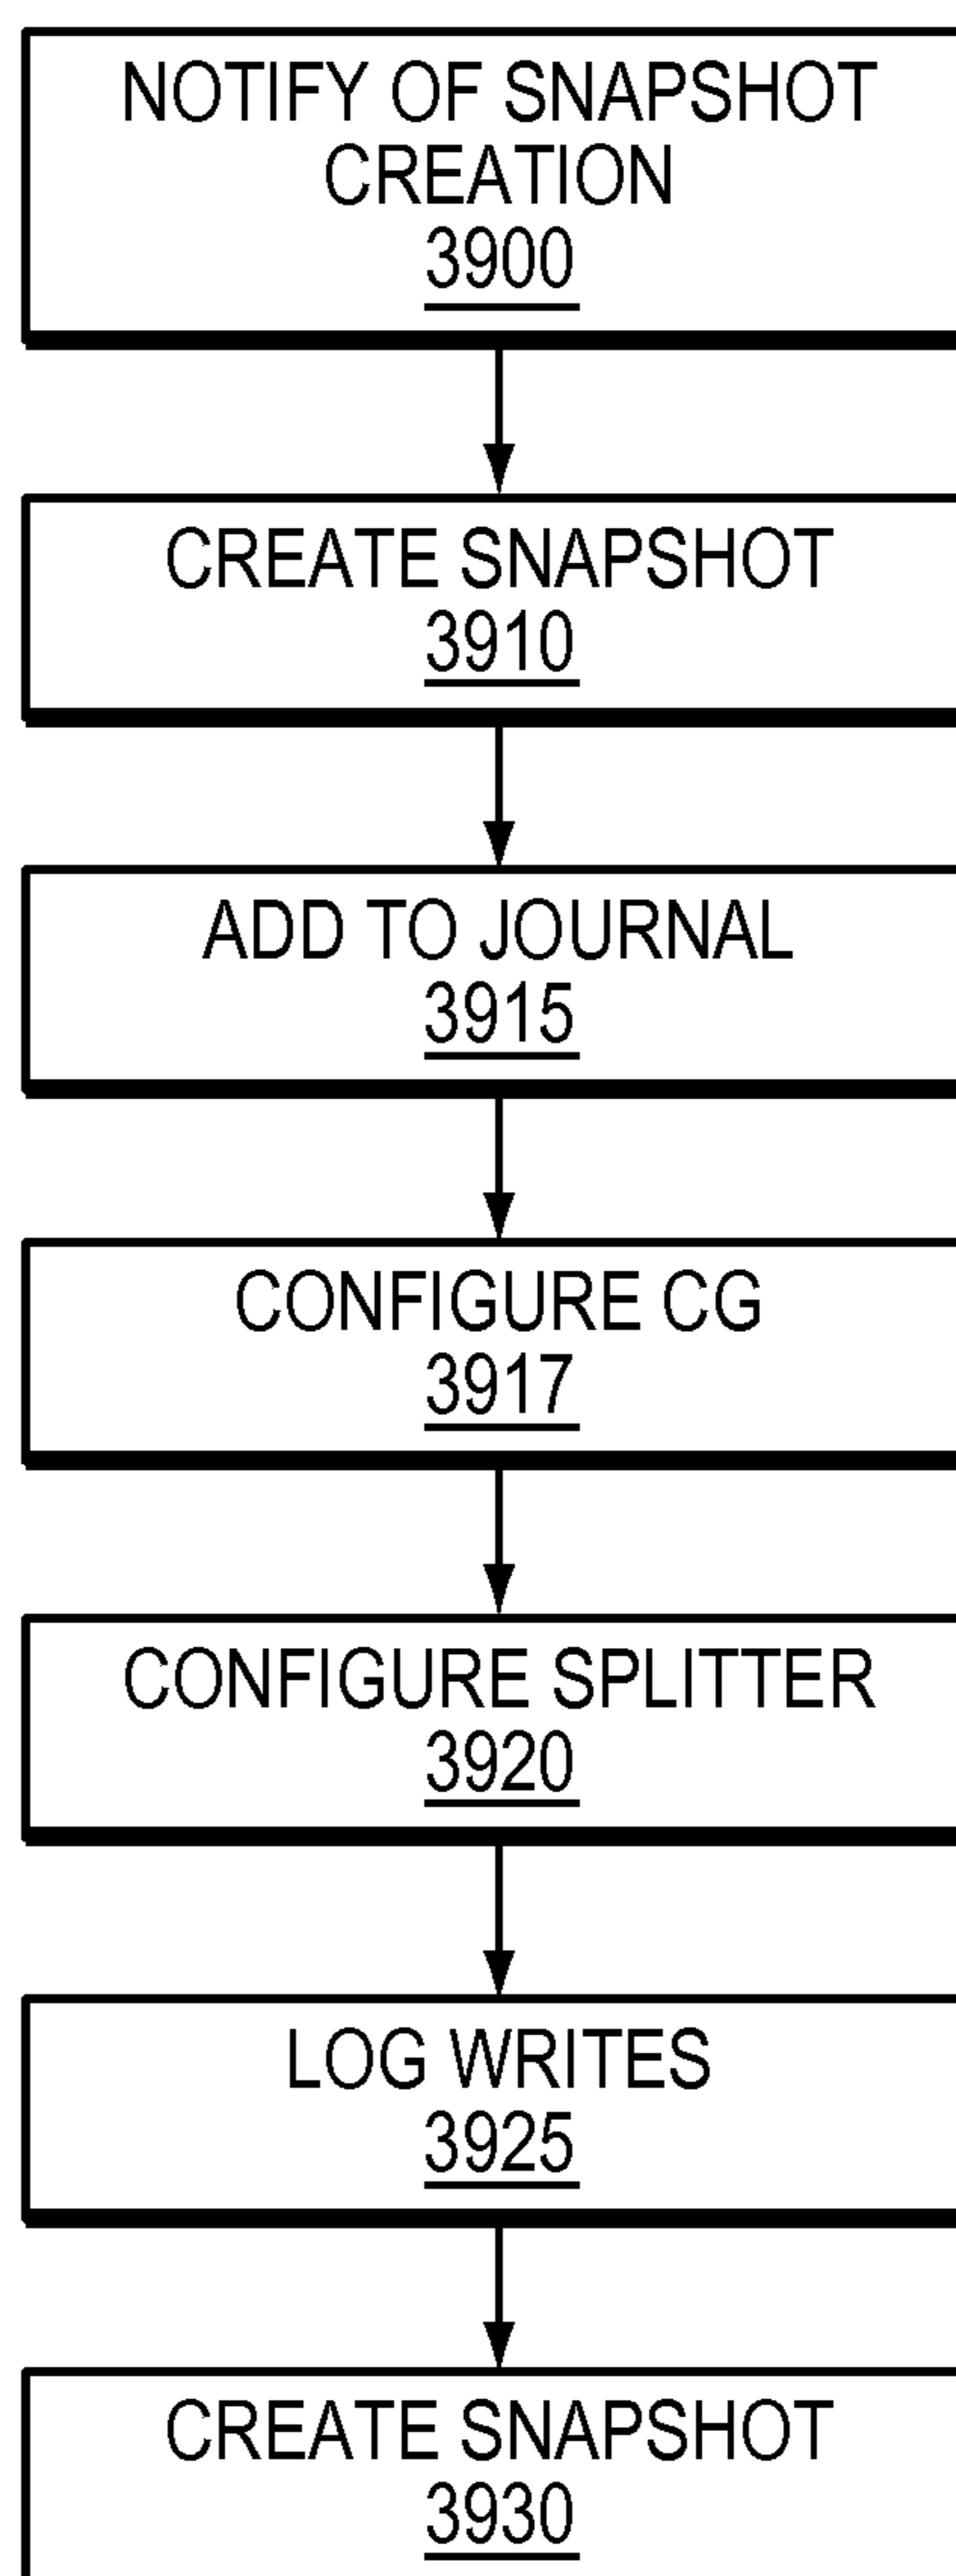 NOTIFY OF SNAPSHOT
CREATION
3900
CREATE SNAPSHOT
3910
ADD TO JOURNAL
3915
CONFIGURE CG
3917
CONFIGURE SPLITTER
3920
LOG WRITES
3925
CREATE SNAPSHOT
3930